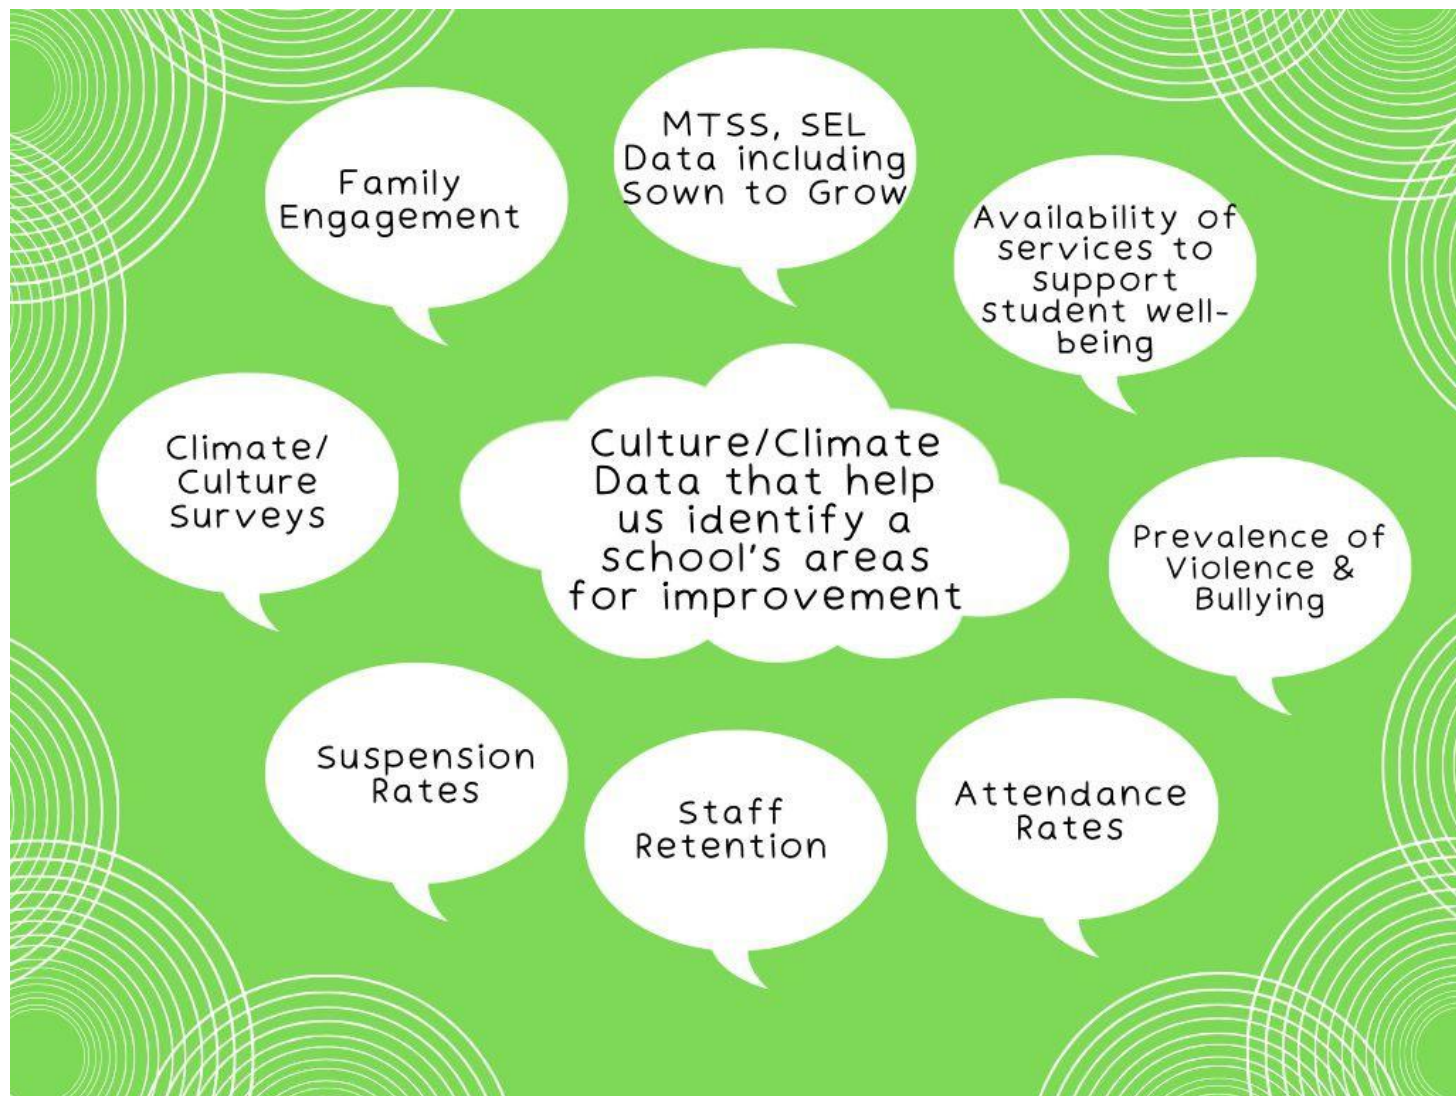 Family
Engagement
MTSS, SEL
Data including
Sown to Grow
Availability of
services to
support
student well-
being
Climate/
Culture
Surveys
Culture/Climate
Data that help
us identify a
school's areas
for improvement
Prevalence of
Violence &
Bullying
Suspension
Rates
Staff
Retention
Attendance
Rates